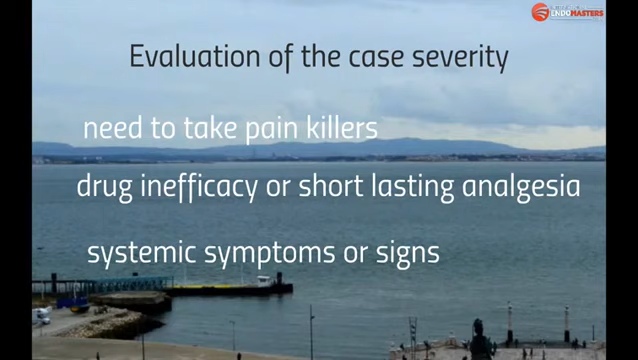 ENDOMASTERS
Evaluation of the case severity
need to take pain killers
drug inefficacy or short lasting analgesia
systemic symptoms or signs